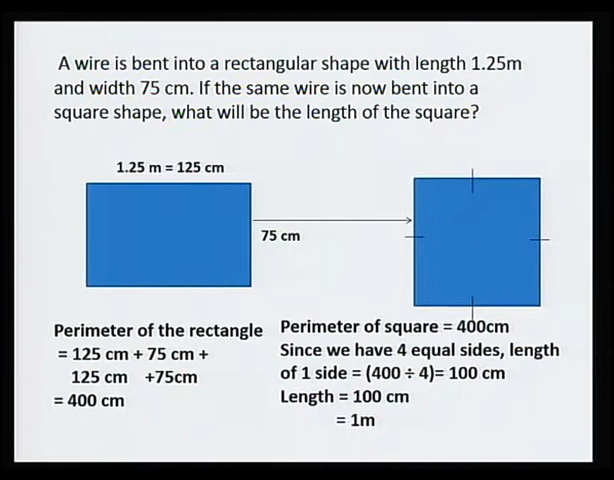 A wire is bent into a rectangular shape with length 1.25m
and width 75 cm. If the same wire is now bent into a
square shape, what will be the length of the square?
1.25 m = 125 cm
75 cm
Perimeter of the rectangle
= 125 cm + 75 cm +
125 cm +75cm
= 400 cm
Perimeter of square = 400cm
Since we have 4 equal sides, length
of 1 side = (400 ÷ 4)= 100 cm
Length = 100 cm
= 1m